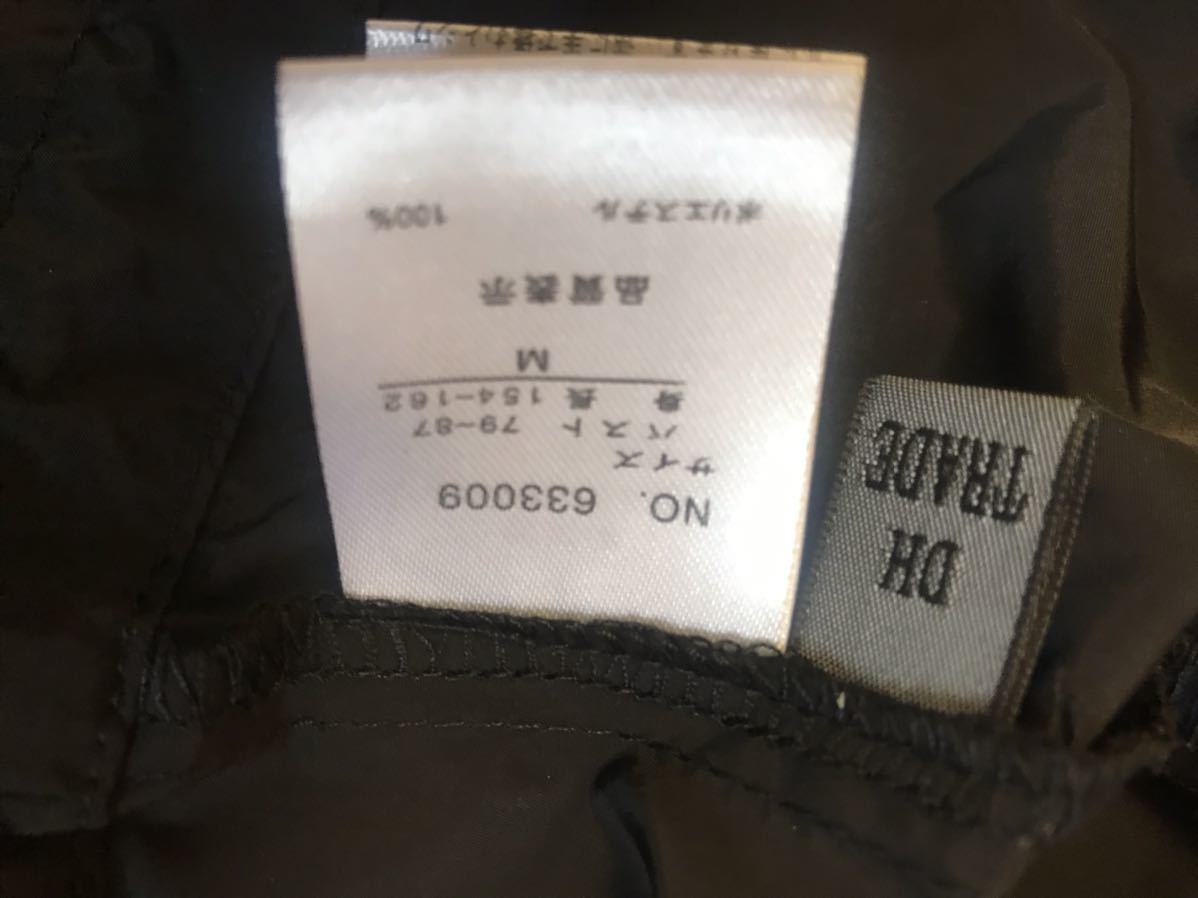 NO. 633009
サイズ
バスト 79-87
身 長 154-162
M
品質表示
ポリエステル 100%
DH
TRADE